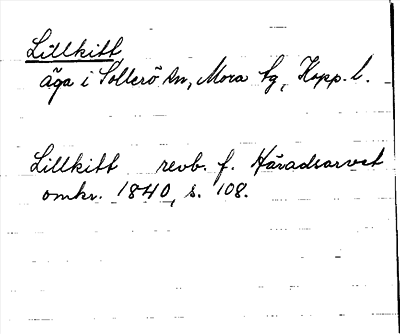 Lillkitt
äga i Sollerö sn, Mora tg, Kopp. l.
Lillkitt revb. f. Häradsarvet
omkr. 1840, s. 108.